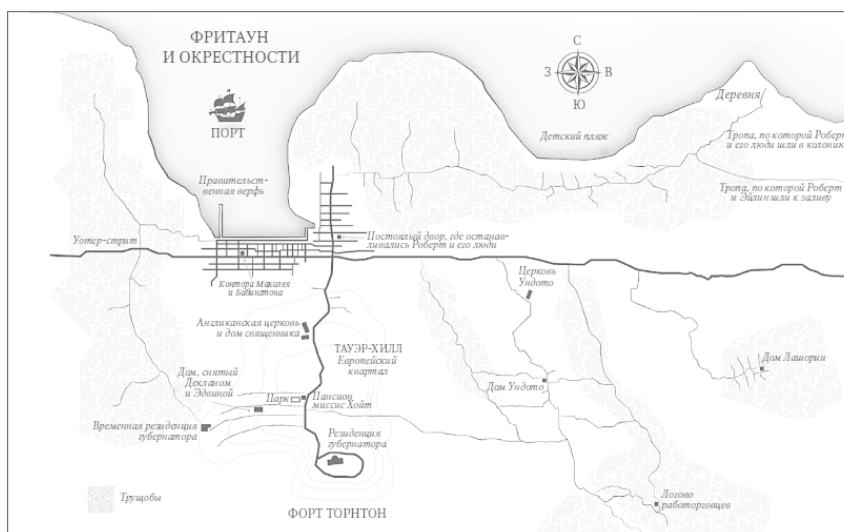 ФРИТАУН
И ОКРЕСТНОСТИ
С
З
В
Ю
ПОРТ
Деревня
Детский пляж
Тропа, по которой Роберт
и его люди шли в колонию
Правительст-
венная верфь
Тропа, по которой Роберт
и Эйлин шли к заливу
Уотер-стрит
Постоялый двор, где останав-
ливались Роберт и его люди
Контора Маколея
и Бабингтона
Церковь
Ундото
Англиканская церковь
и дом священника
ТАУЭР-ХИЛЛ
Европейский
квартал
Дом Лашории
Дом, снятый
Декланом
и Эдвиной
Дом Ундото
Парк
Пансион
миссис Хойт
Временная резиденция
губернатора
Резиденция
губернатора
Трущобы
Логово
работорговцев
ФОРТ ТОРНТОН